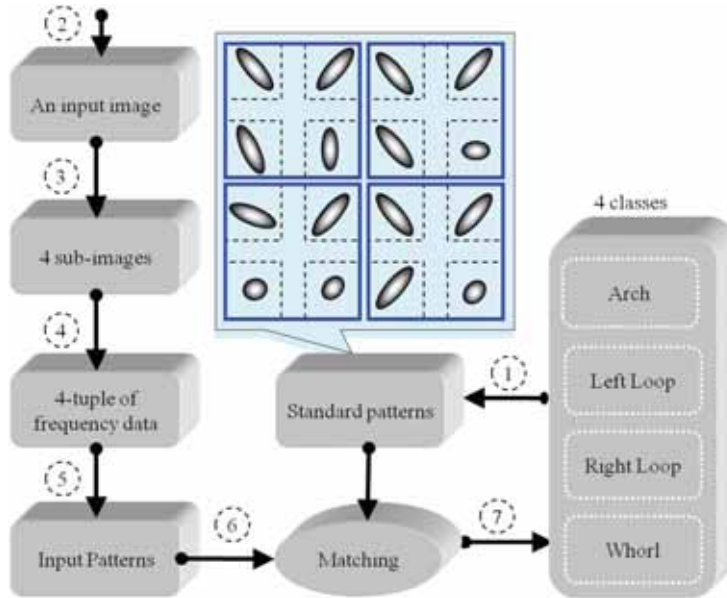 2
An input image
3
4 sub-images
4 classes
Arch
4
1
Left Loop
4-tuple of
frequency data
Standard patterns
Right Loop
5
6
7
Input Patterns
Matching
Whorl